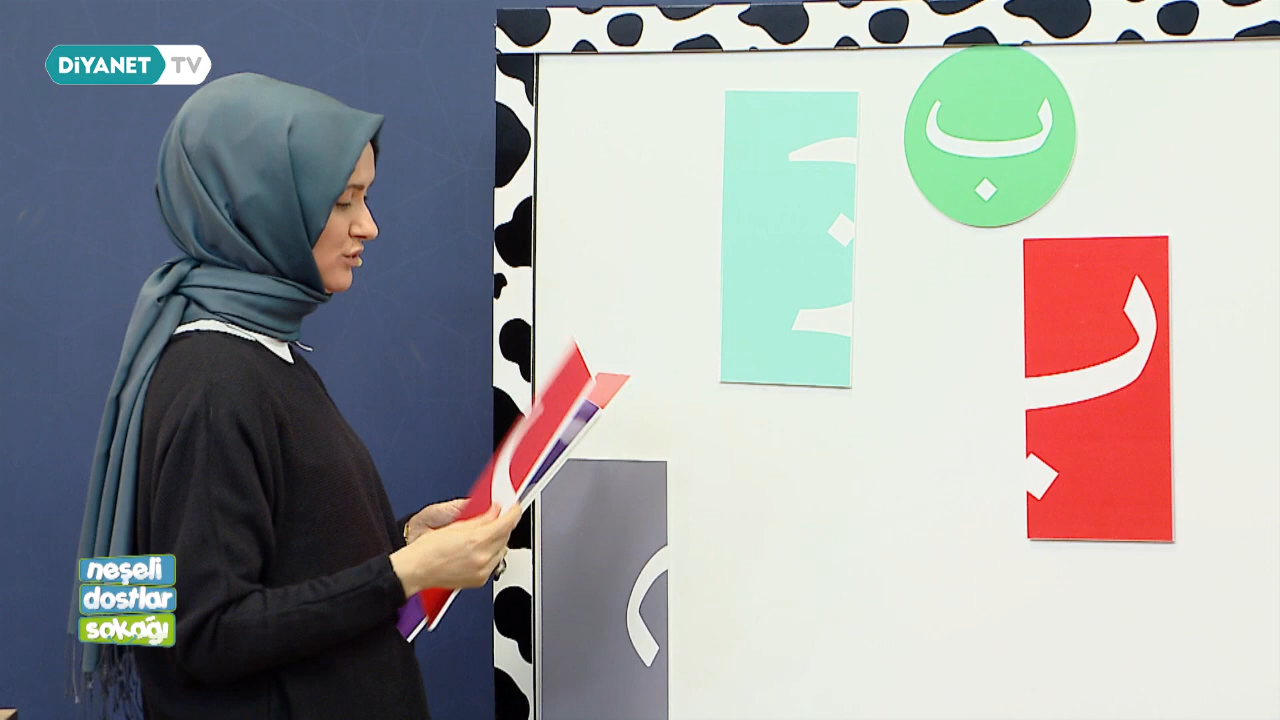 DİYANET TV
ب
neşeli
dostlar
sokağı